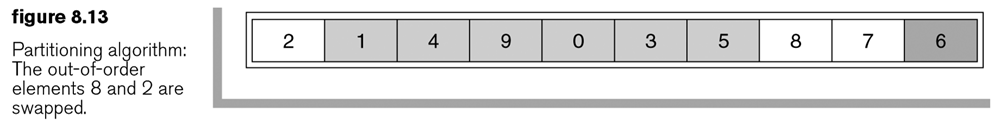 figure 8.13
Partitioning algorithm:
The out-of-order
elements 8 and 2 are
swapped.
2 1 4 9 0 3 5 8 7 6